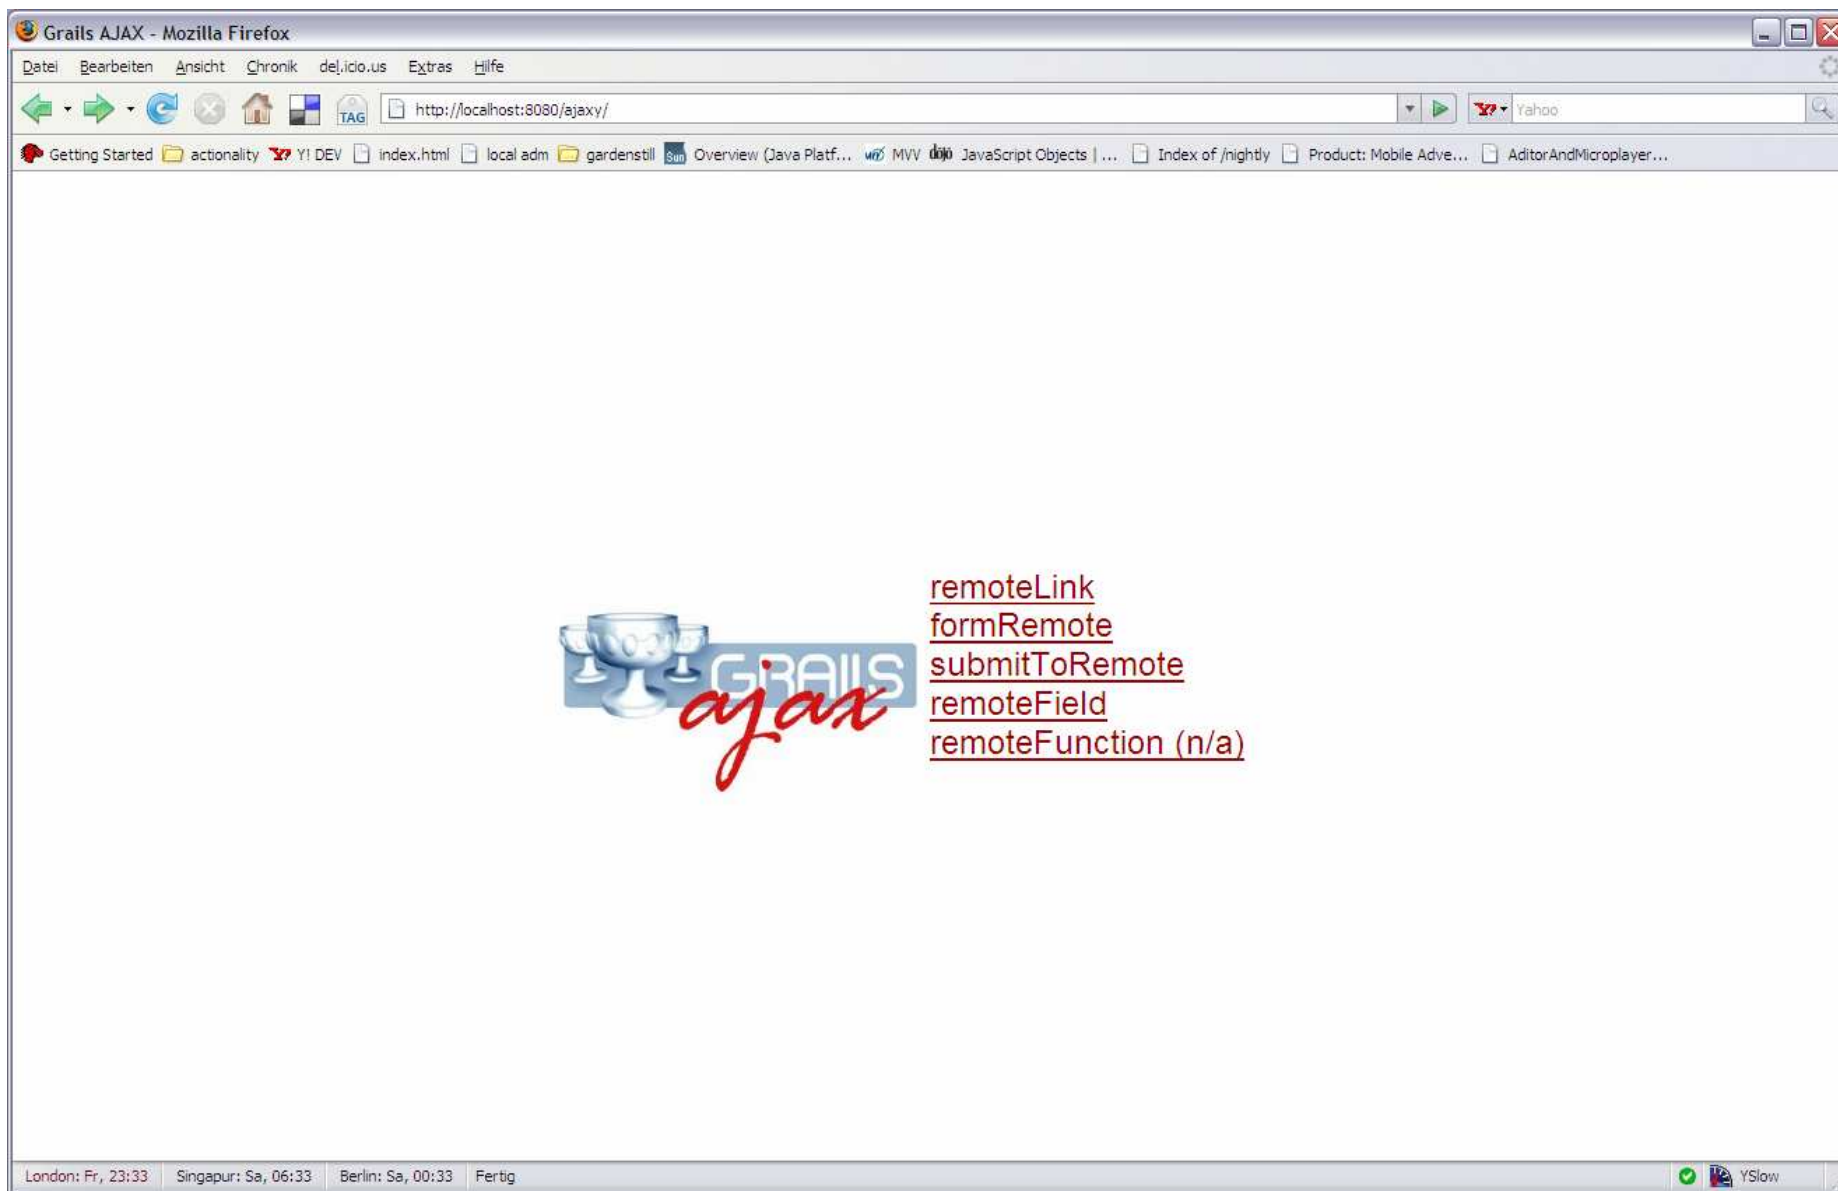 Grails AJAX - Mozilla Firefox
Datei Bearbeiten Ansicht Chronik del.icio.us Extras Hilfe
TAG http://localhost:8080/ajaxy/ Y! Yahoo
Getting Started actionality Y! Y! DEV index.html local adm gardenstill Sun Overview (Java Platf... MVV dojo JavaScript Objects | ... Index of /nightly Product: Mobile Adve... AditorAndMicroplayer...
remoteLink
formRemote
submitToRemote
remoteField
remoteFunction (n/a)
GRAILS
ajax
London: Fr, 23:33 Singapur: Sa, 06:33 Berlin: Sa, 00:33 Fertig YSlow